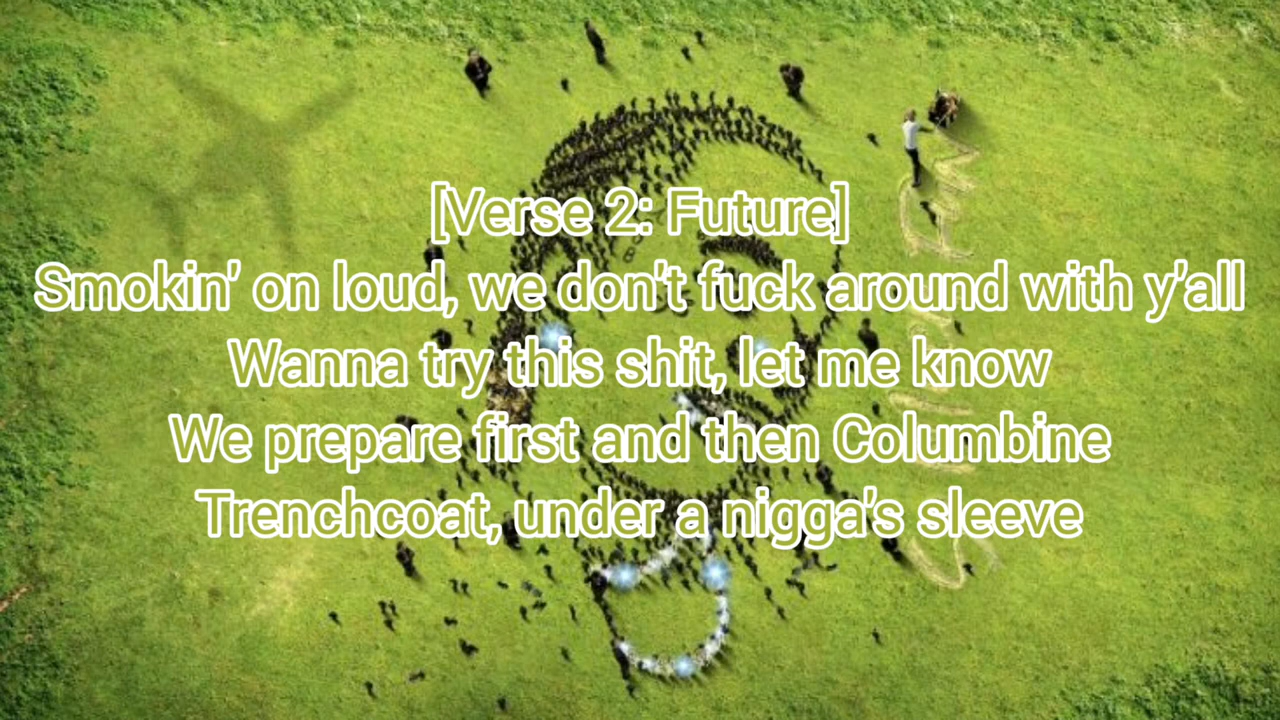 [Verse 2: Future]
Smokin' on loud, we don't fuck around with y'all
Wanna try this shit, let me know
We prepare first and then Columbine
Trenchcoat, under a nigga's sleeve